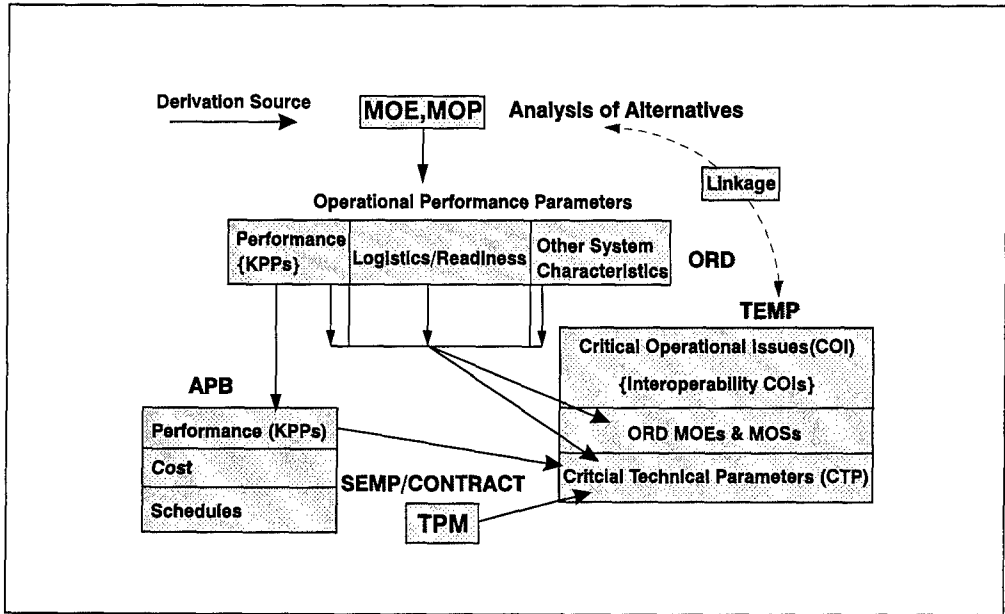 Derivation Source
MOE,MOP
Analysis of Alternatives
Linkage
Operational Performance Parameters
Performance
{KPPs}
Logistics/Readiness
Other System
Characteristics
ORD
TEMP
Critical Operational Issues(COI)
{Interoperability COIs}
ORD MOEs & MOSs
Critcial Technical Parameters (CTP)
APB
Performance (KPPs)
Cost
Schedules
SEMP/CONTRACT
TPM